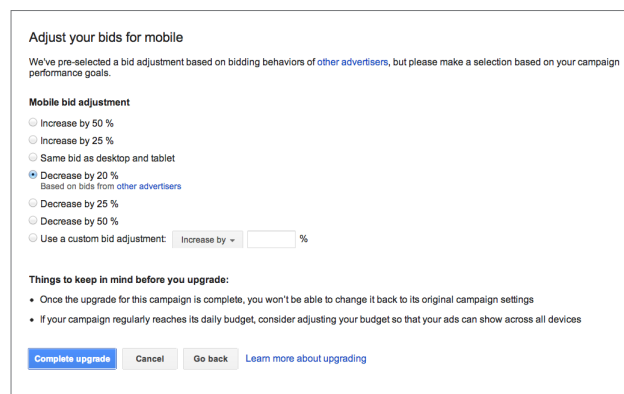 Adjust your bids for mobile
We've pre-selected a bid adjustment based on bidding behaviors of other advertisers, but please make a selection based on your campaign
performance goals.
Mobile bid adjustment
Increase by 50 %
Increase by 25 %
Same bid as desktop and tablet
Decrease by 20 %
Based on bids from other advertisers
Decrease by 25 %
Decrease by 50 %
Use a custom bid adjustment: Increase by %
Things to keep in mind before you upgrade:
• Once the upgrade for this campaign is complete, you won't be able to change it back to its original campaign settings
• If your campaign regularly reaches its daily budget, consider adjusting your budget so that your ads can show across all devices
Complete upgrade Cancel Go back Learn more about upgrading